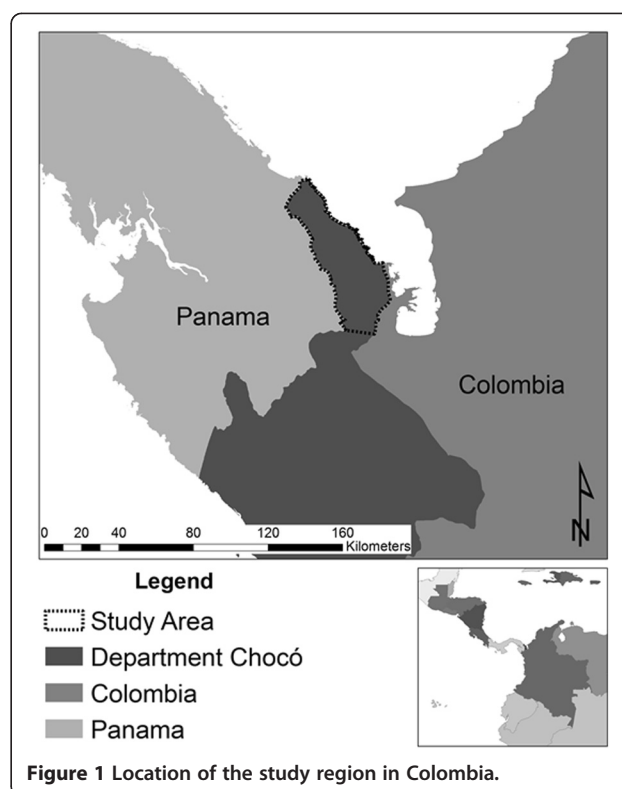 Panama
Colombia
N
0 20 40 80 120 160
Kilometers
Legend
Study Area
Department Chocó
Colombia
Panama
Figure 1 Location of the study region in Colombia.